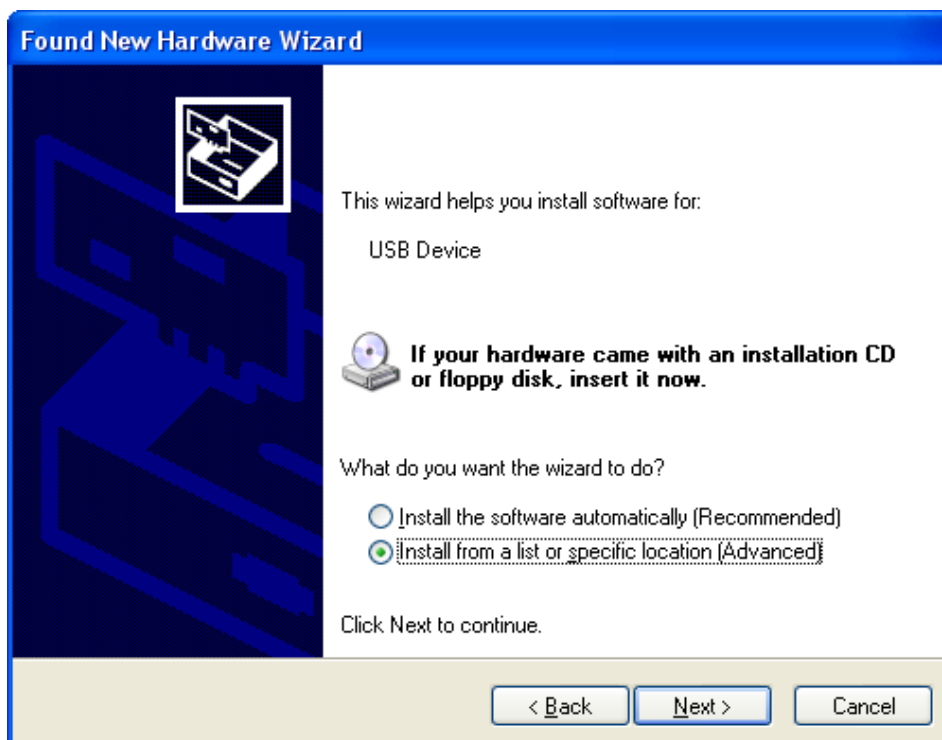 Found New Hardware Wizard
This wizard helps you install software for:
USB Device
If your hardware came with an installation CD
or floppy disk, insert it now.
What do you want the wizard to do?
Install the software automatically (Recommended)
Install from a list or specific location (Advanced)
Click Next to continue.
< Back
Next >
Cancel